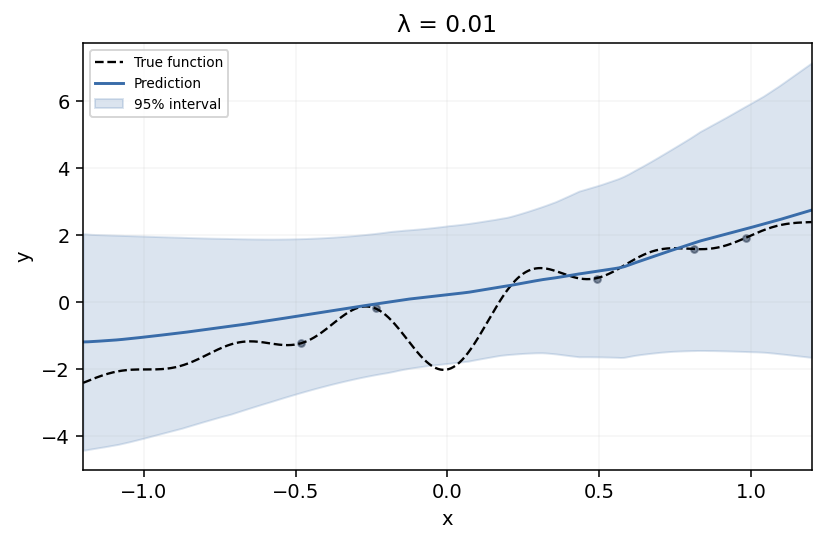 λ = 0.01
True function
Prediction
95% interval
y
6
4
2
0
−2
−4
−1.0 −0.5 0.0 0.5 1.0
x